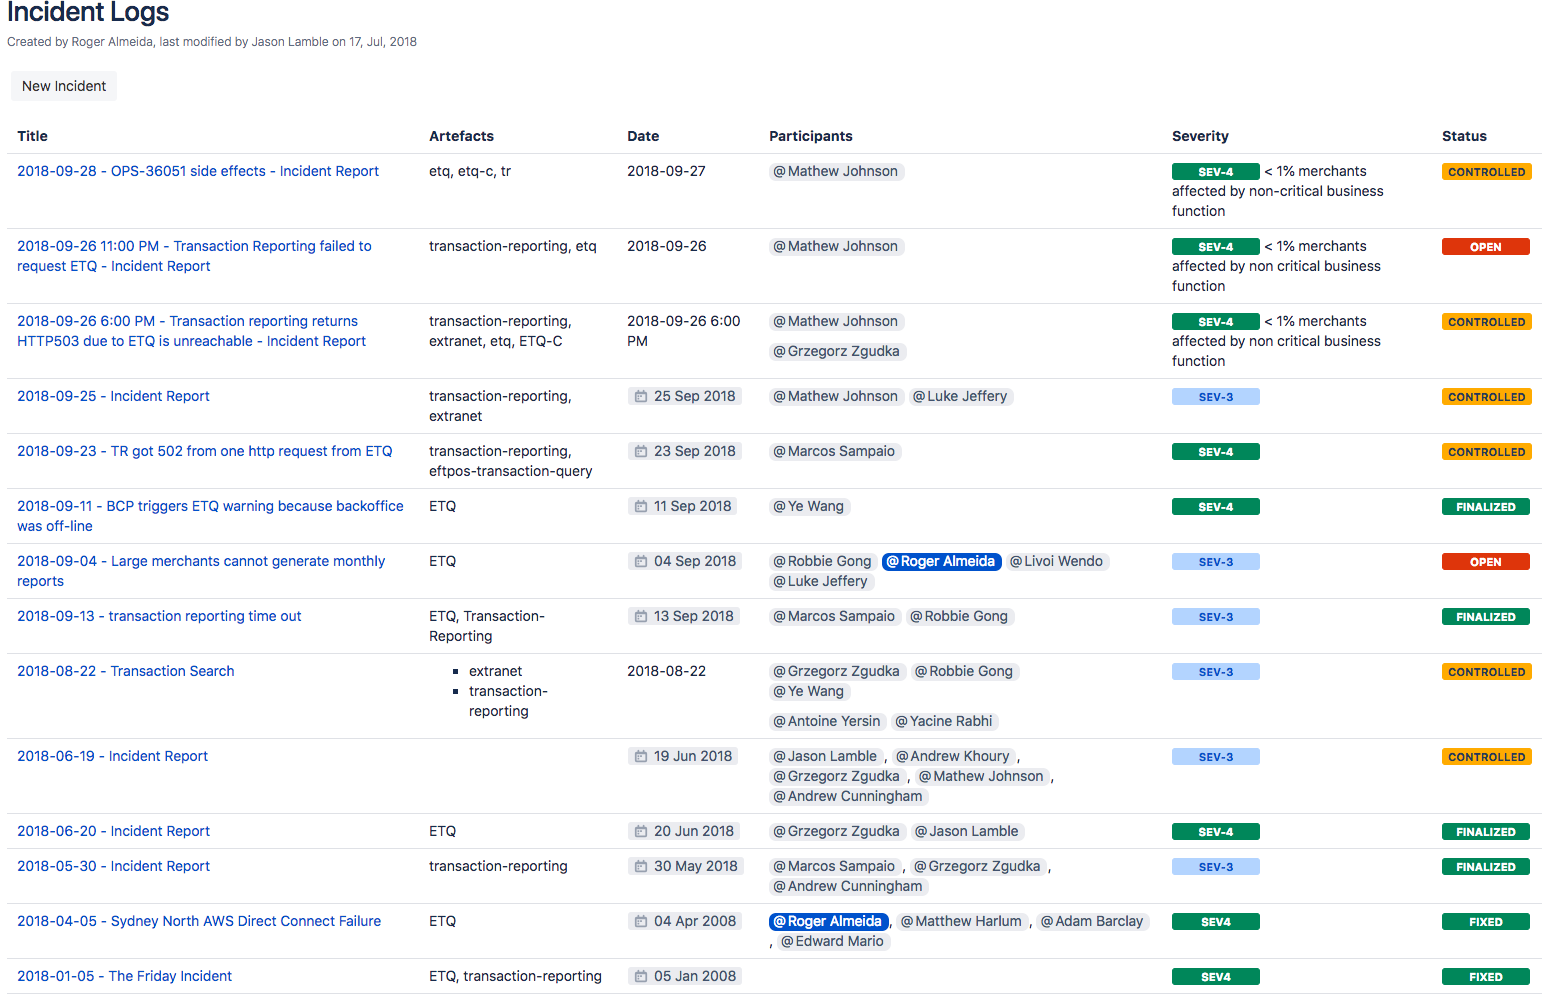 Incident Logs
Created by Roger Almeida, last modified by Jason Lamble on 17, Jul, 2018
New Incident
Title Artefacts Date Participants Severity Status
2018-09-28 - OPS-36051 side effects - Incident Report etq, etq-c, tr 2018-09-27 @Mathew Johnson SEV-4 < 1% merchants CONTROLLED
affected by non-critical business
function
2018-09-26 11:00 PM - Transaction Reporting failed to transaction-reporting, etq 2018-09-26 @Mathew Johnson SEV-4 < 1% merchants OPEN
request ETQ - Incident Report affected by non critical business
function
2018-09-26 6:00 PM - Transaction reporting returns transaction-reporting, 2018-09-26 6:00 @Mathew Johnson SEV-4 < 1% merchants CONTROLLED
HTTP503 due to ETQ is unreachable - Incident Report extranet, etq, ETQ-C PM @Grzegorz Zgudka affected by non critical business
function
2018-09-25 - Incident Report transaction-reporting, 25 Sep 2018 @Mathew Johnson @Luke Jeffery SEV-3 CONTROLLED
extranet
2018-09-23 - TR got 502 from one http request from ETQ transaction-reporting, 23 Sep 2018 @Marcos Sampaio SEV-4 CONTROLLED
eftpos-transaction-query
2018-09-11 - BCP triggers ETQ warning because backoffice ETQ 11 Sep 2018 @Ye Wang SEV-4 FINALIZED
was off-line
2018-09-04 - Large merchants cannot generate monthly ETQ 04 Sep 2018 @Robbie Gong @Roger Almeida @Livoi Wendo SEV-3 OPEN
reports @Luke Jeffery
2018-09-13 - transaction reporting time out ETQ, Transaction- 13 Sep 2018 @Marcos Sampaio @Robbie Gong SEV-3 FINALIZED
Reporting
2018-08-22 - Transaction Search ▪ extranet 2018-08-22 @Grzegorz Zgudka @Robbie Gong SEV-3 CONTROLLED
▪ transaction- @Ye Wang
reporting @Antoine Yersin @Yacine Rabhi
2018-06-19 - Incident Report 19 Jun 2018 @Jason Lamble , @Andrew Khoury , SEV-3 CONTROLLED
@Grzegorz Zgudka , @Mathew Johnson ,
@Andrew Cunningham
2018-06-20 - Incident Report ETQ 20 Jun 2018 @Grzegorz Zgudka @Jason Lamble SEV-4 FINALIZED
2018-05-30 - Incident Report transaction-reporting 30 May 2018 @Marcos Sampaio , @Grzegorz Zgudka , SEV-3 FINALIZED
@Andrew Cunningham
2018-04-05 - Sydney North AWS Direct Connect Failure ETQ 04 Apr 2008 @Roger Almeida , @Matthew Harlum , @Adam Barclay SEV4 FIXED
, @Edward Mario
2018-01-05 - The Friday Incident ETQ, transaction-reporting 05 Jan 2008 SEV4 FIXED